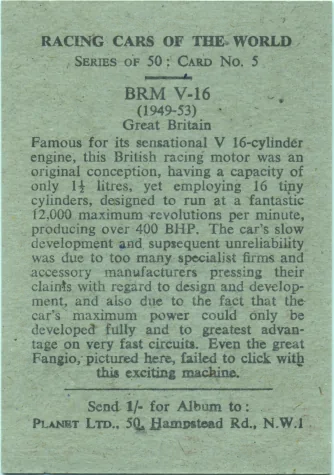 RACING CARS OF THE WORLD
SERIES OF 50 : CARD NO. 5
BRM V-16
(1949-53)
Great Britain
Famous for its sensational V 16-cylinder
engine, this British racing motor was an
original conception, having a capacity of
only 1½ litres, yet employing 16 tiny
cylinders, designed to run at a fantastic
12,000 maximum revolutions per minute,
producing over 400 BHP. The car's slow
development and supsequent unreliability
was due to too many specialist firms and
accessory manufacturers pressing their
claims with regard to design and develop-
ment, and also due to the fact that the
car's maximum power could only be
developed fully and to greatest advan-
tage on very fast circuits. Even the great
Fangio, pictured here, failed to click with
this exciting machine.
Send 1/- for Album to :
PLANET LTD., 50, Hampstead Rd., N.W.1